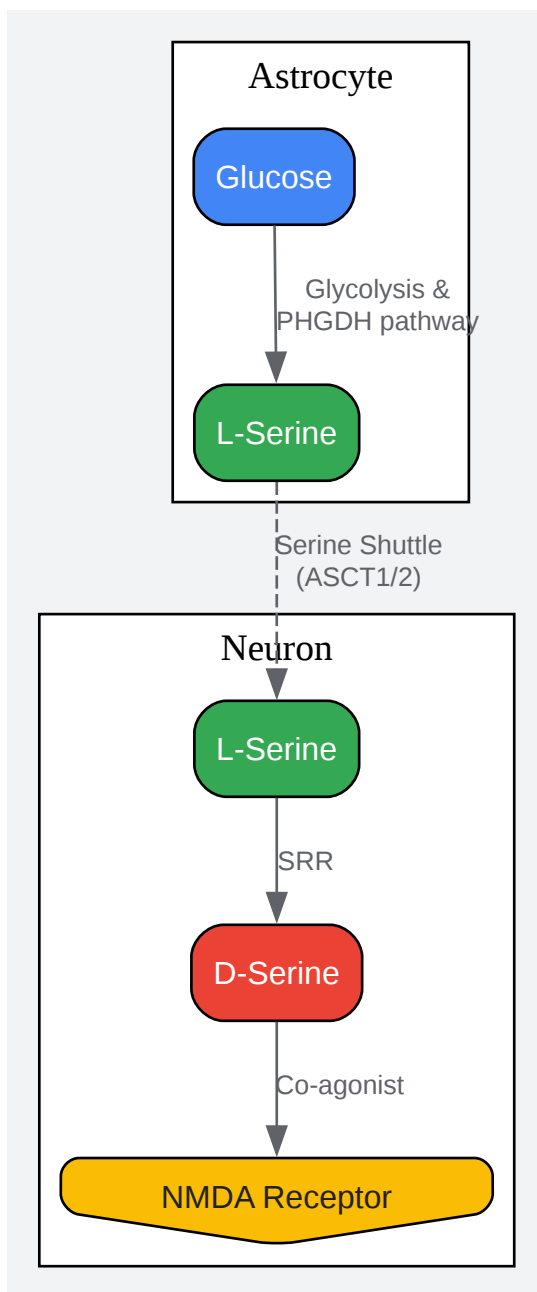 Astrocyte
Glucose
Glycolysis &
PHGDH pathway
L-Serine
Serine Shuttle
(ASCT1/2)
Neuron
L-Serine
SRR
D-Serine
Co-agonist
NMDA Receptor